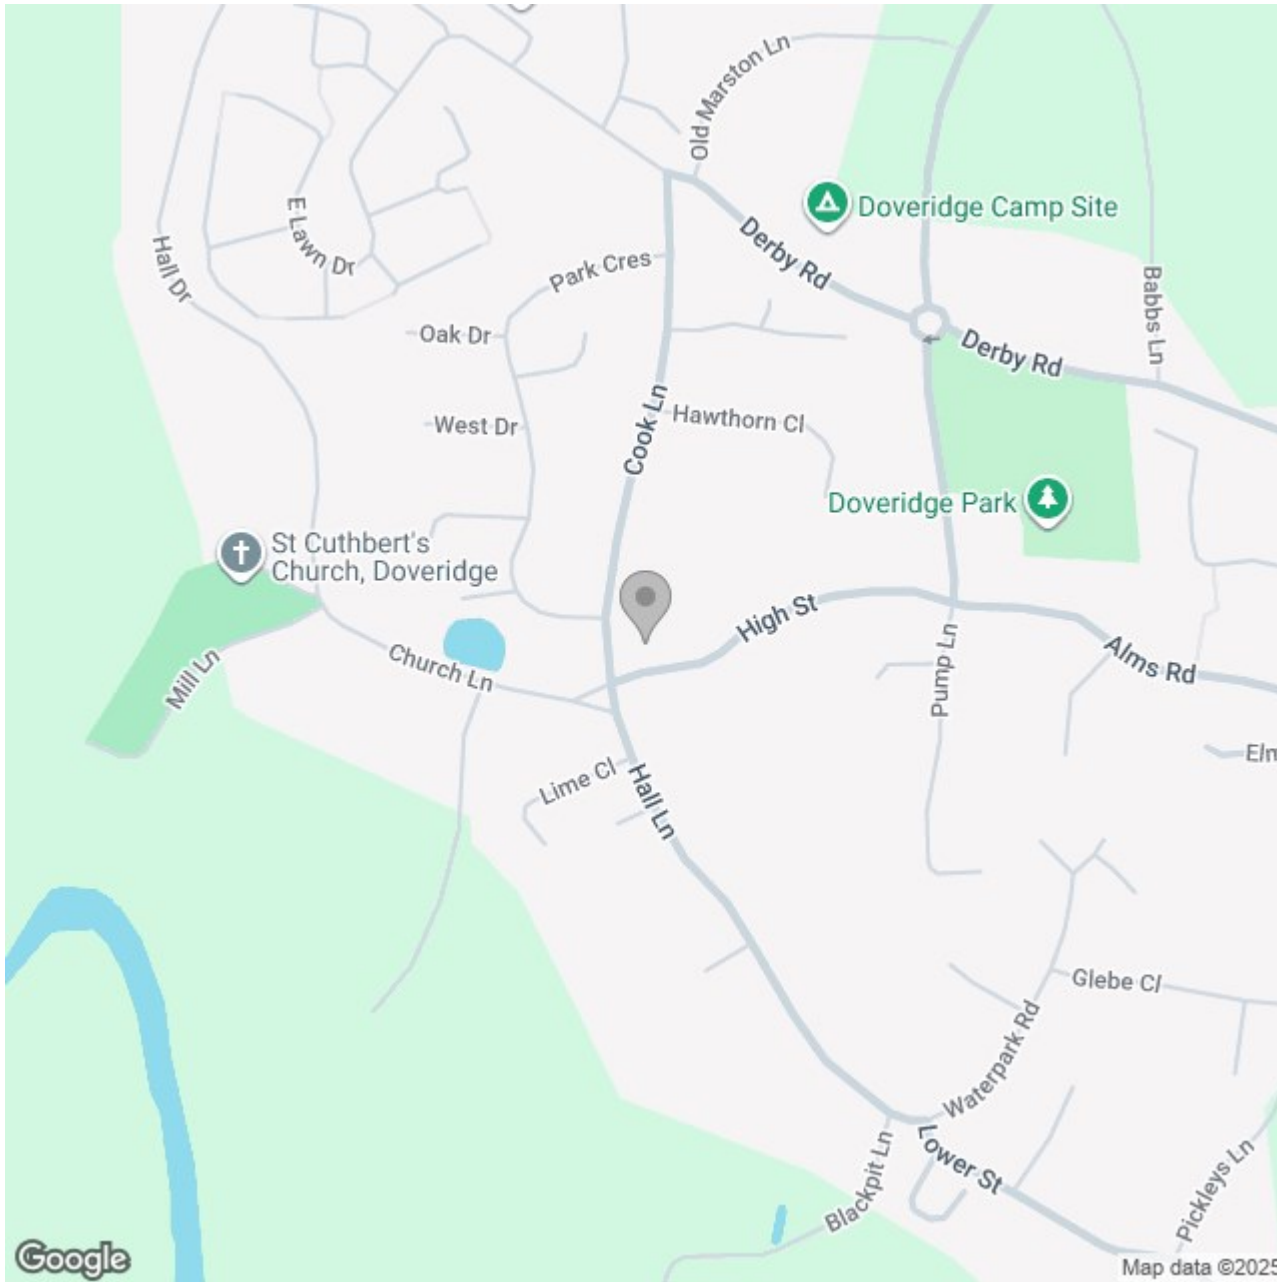 Old Marston Ln
Doveridge Camp Site
E Lawn Dr
Hall Dr
Derby Rd
Park Cres
Babbs Ln
Oak Dr
Derby Rd
Cook Ln
Hawthorn Cl
West Dr
Doveridge Park
St Cuthbert's
Church, Doveridge
High St
Alms Rd
Pump Ln
Church Ln
Mill Ln
Elm
Lime Cl
Hall Ln
Glebe Cl
Waterpark Rd
Lower St
Blackpit Ln
Pickleys Ln
Google
Map data ©2025